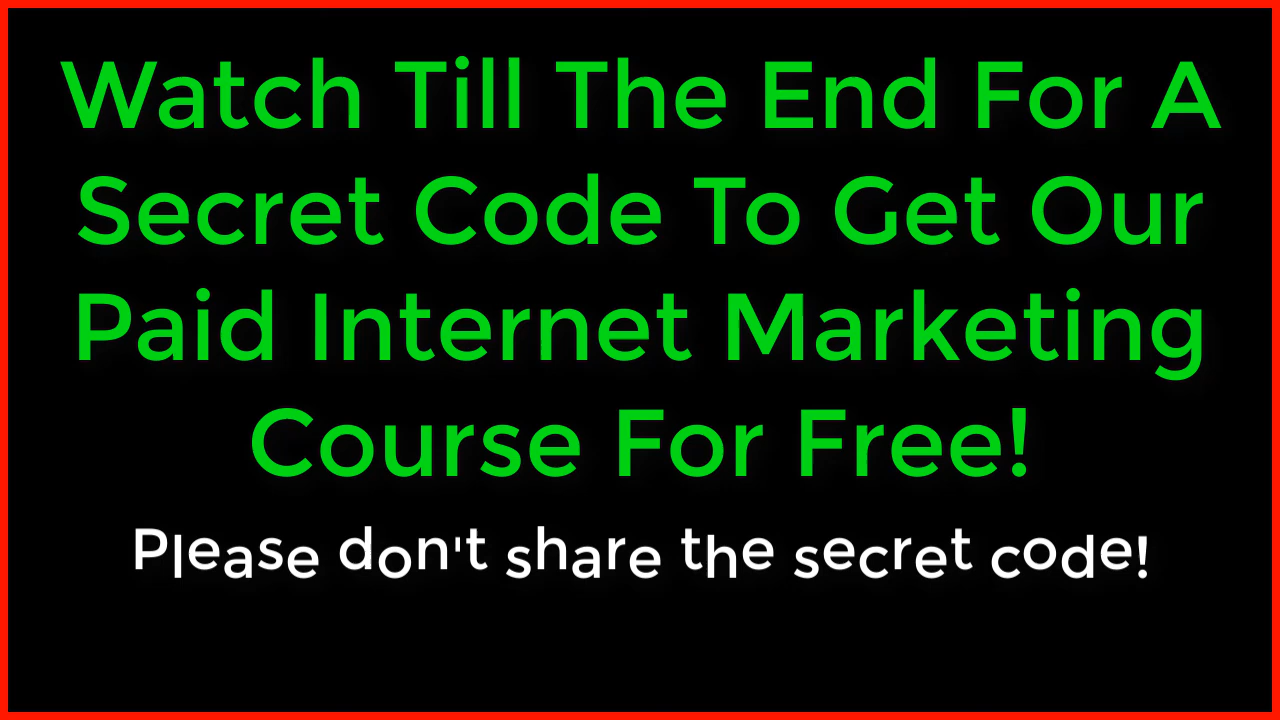 Watch Till The End For A
Secret Code To Get Our
Paid Internet Marketing
Course For Free!
Please don't share the secret code!